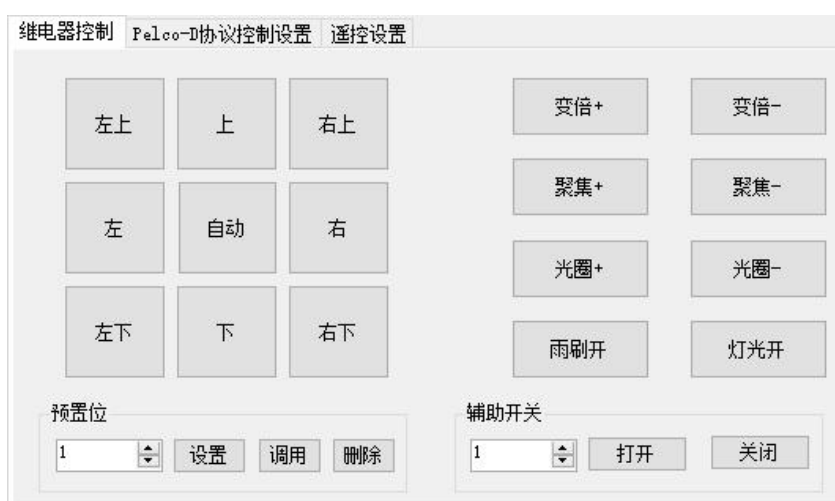 继电器控制 Pelco-D协议控制设置 遥控设置
左上 上 右上 变倍+ 变倍-
聚集+ 聚焦-
左 自动 右
光圈+ 光圈-
左下 下 右下 雨刷开 灯光开
预置位 辅助开关
1 设置 调用 删除 1 打开 关闭